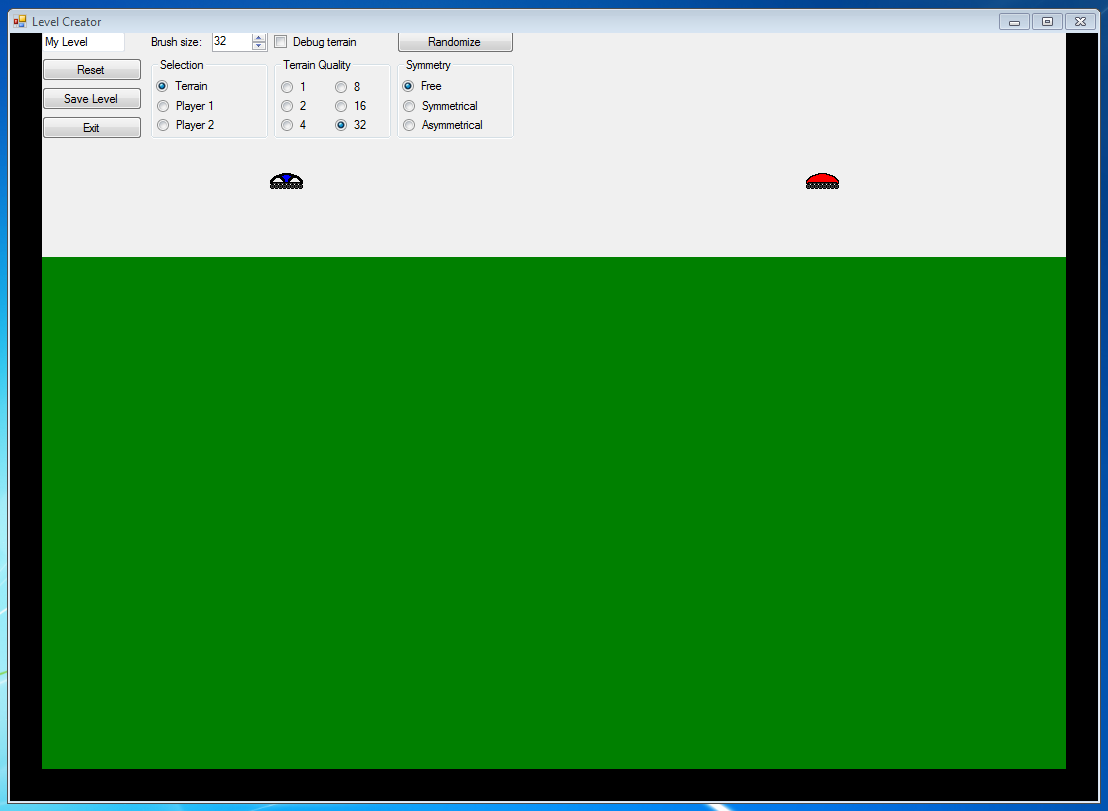 Level Creator
My Level
Brush size: 32
Debug terrain
Randomize
Reset
Save Level
Exit
Selection
Terrain
Player 1
Player 2
Terrain Quality
1 8
2 16
4 32
Symmetry
Free
Symmetrical
Asymmetrical